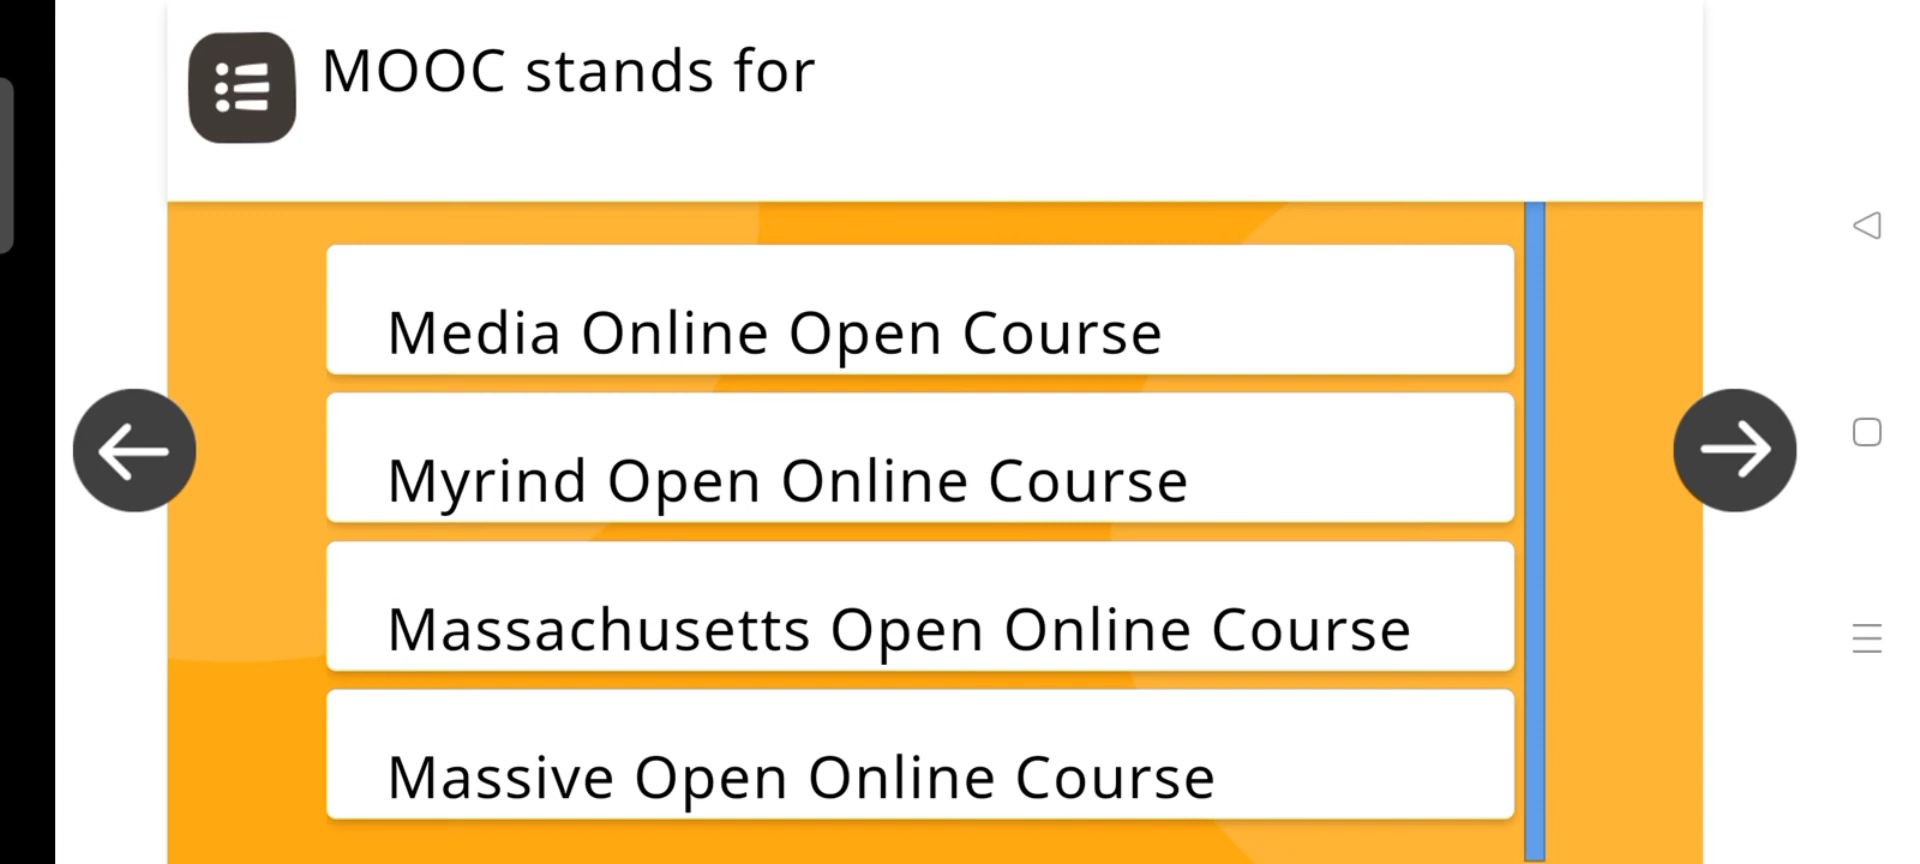 MOOC stands for
Media Online Open Course
Myrind Open Online Course
Massachusetts Open Online Course
Massive Open Online Course